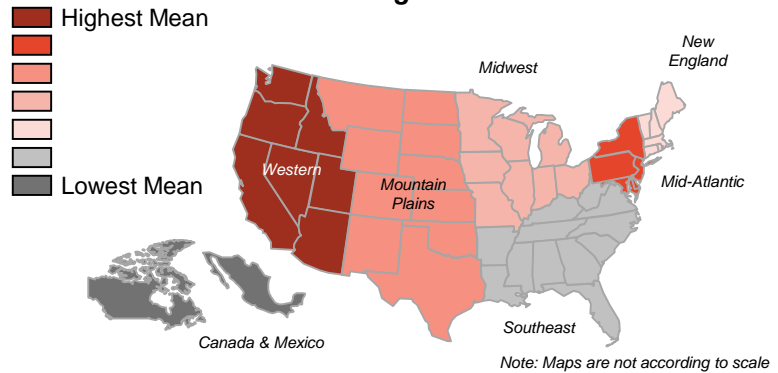 Highest Mean
New
England
Midwest
Western
Mountain
Plains
Lowest Mean
Mid-Atlantic
Southeast
Canada & Mexico
Note: Maps are not according to scale